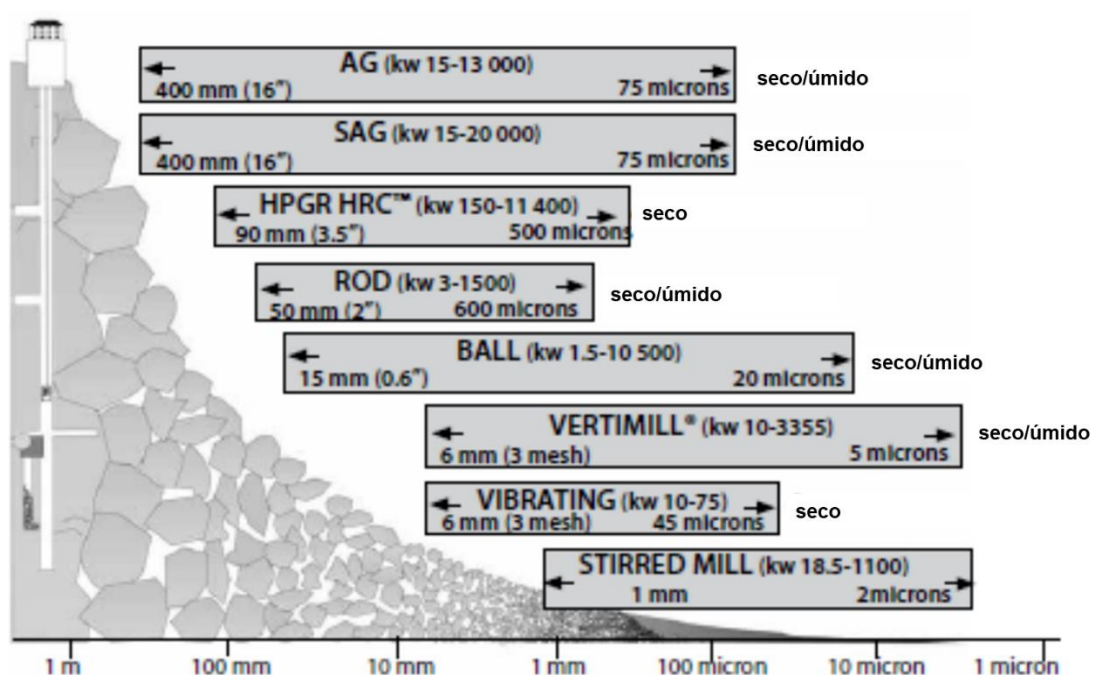 AG (kw 15-13 000)
400 mm (16”) 75 microns
seco/úmido
SAG (kw 15-20 000)
400 mm (16”) 75 microns
seco/úmido
HPGR HRC™ (kw 150-11 400)
90 mm (3.5”) 500 microns
seco
ROD (kw 3-1500)
50 mm (2”) 600 microns
seco/úmido
BALL (kw 1.5-10 500)
15 mm (0.6”) 20 microns
seco/úmido
VERTIMILL® (kw 10-3355)
6 mm (3 mesh) 5 microns
seco/úmido
VIBRATING (kw 10-75)
6 mm (3 mesh) 45 microns
seco
STIRRED MILL (kw 18.5-1100)
1 mm 2microns
1 m 100 mm 10 mm 1 mm 100 micron 10 micron 1 micron